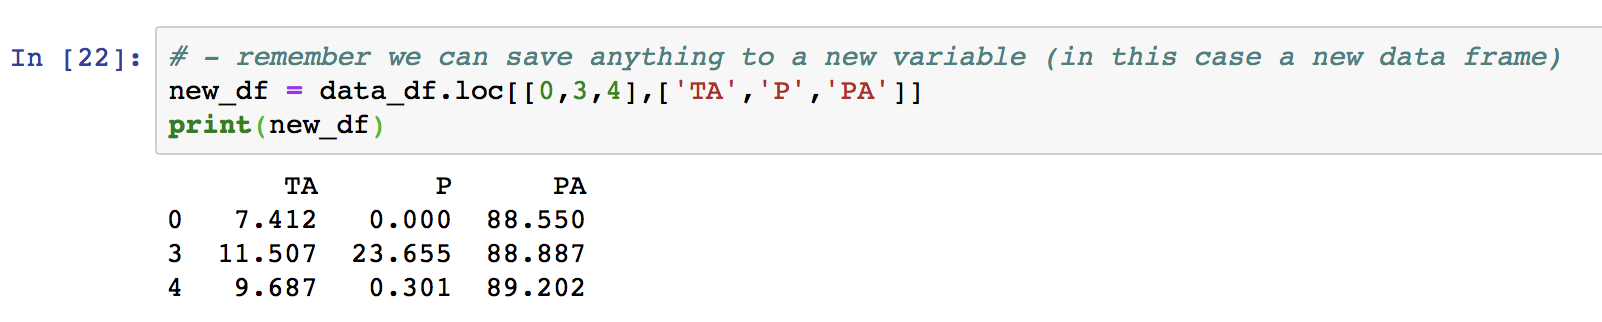 In [22]: # - remember we can save anything to a new variable (in this case a new data frame)
new_df = data_df.loc[[0,3,4],['TA','P','PA']]
print(new_df)
TA P PA
0 7.412 0.000 88.550
3 11.507 23.655 88.887
4 9.687 0.301 89.202